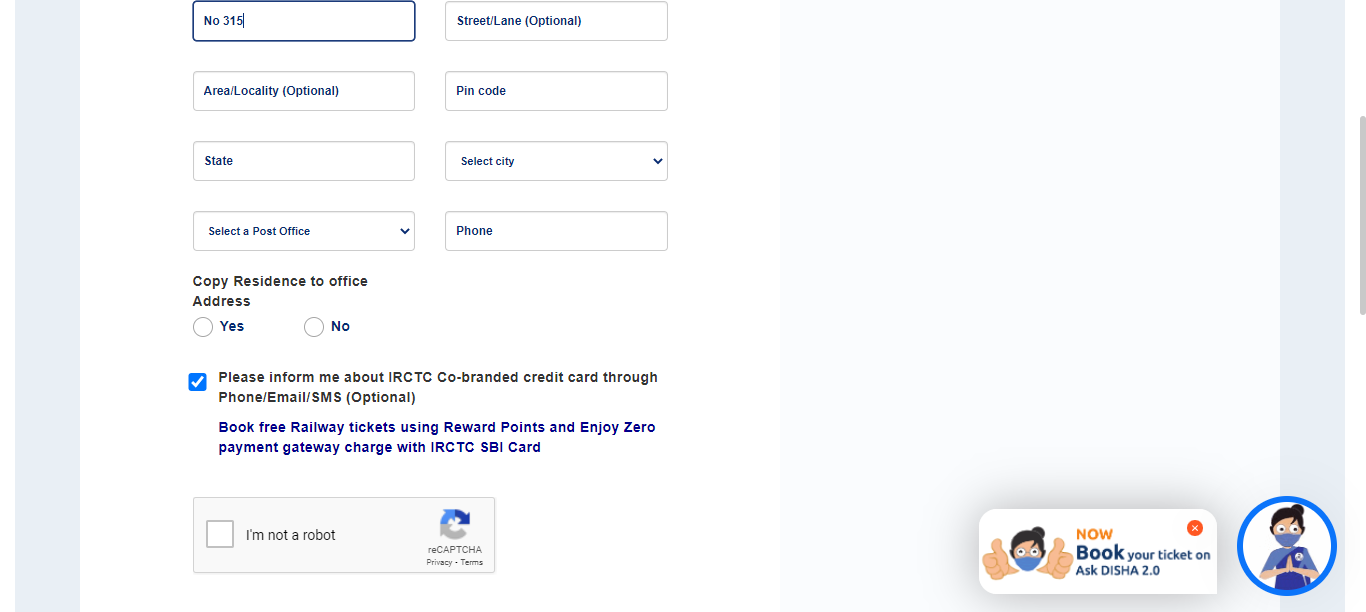 No 315
Street/Lane (Optional)
Area/Locality (Optional)
Pin code
State
Select city
Select a Post Office
Phone
Copy Residence to office
Address
Yes
No
Please inform me about IRCTC Co-branded credit card through
Phone/Email/SMS (Optional)
Book free Railway tickets using Reward Points and Enjoy Zero
payment gateway charge with IRCTC SBI Card
I'm not a robot
reCAPTCHA
Privacy - Terms
NOW
Book your ticket on
Ask DISHA 2.0